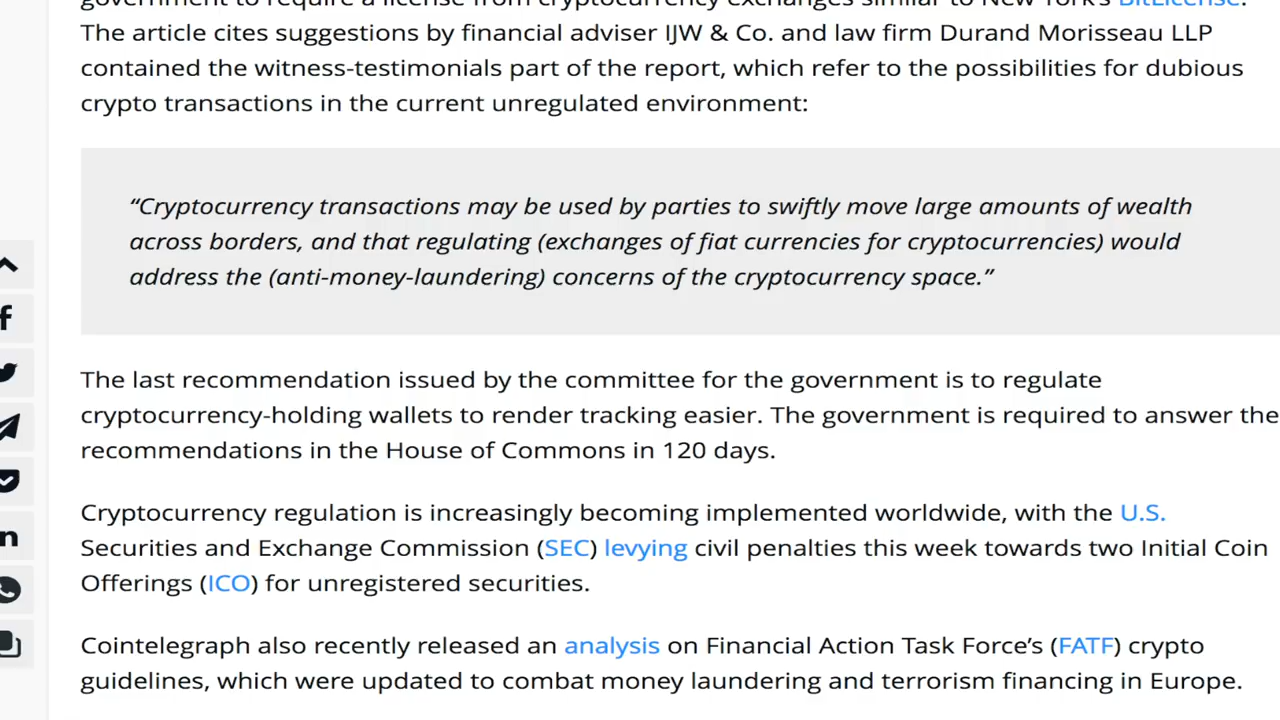 government to require a license from cryptocurrency exchanges similar to New York's BitLicense.
The article cites suggestions by financial adviser IJW & Co. and law firm Durand Morisseau LLP
contained the witness-testimonials part of the report, which refer to the possibilities for dubious
crypto transactions in the current unregulated environment:
“Cryptocurrency transactions may be used by parties to swiftly move large amounts of wealth
across borders, and that regulating (exchanges of fiat currencies for cryptocurrencies) would
address the (anti-money-laundering) concerns of the cryptocurrency space.”
The last recommendation issued by the committee for the government is to regulate
cryptocurrency-holding wallets to render tracking easier. The government is required to answer the
recommendations in the House of Commons in 120 days.
Cryptocurrency regulation is increasingly becoming implemented worldwide, with the U.S.
Securities and Exchange Commission (SEC) levying civil penalties this week towards two Initial Coin
Offerings (ICO) for unregistered securities.
Cointelegraph also recently released an analysis on Financial Action Task Force’s (FATF) crypto
guidelines, which were updated to combat money laundering and terrorism financing in Europe.